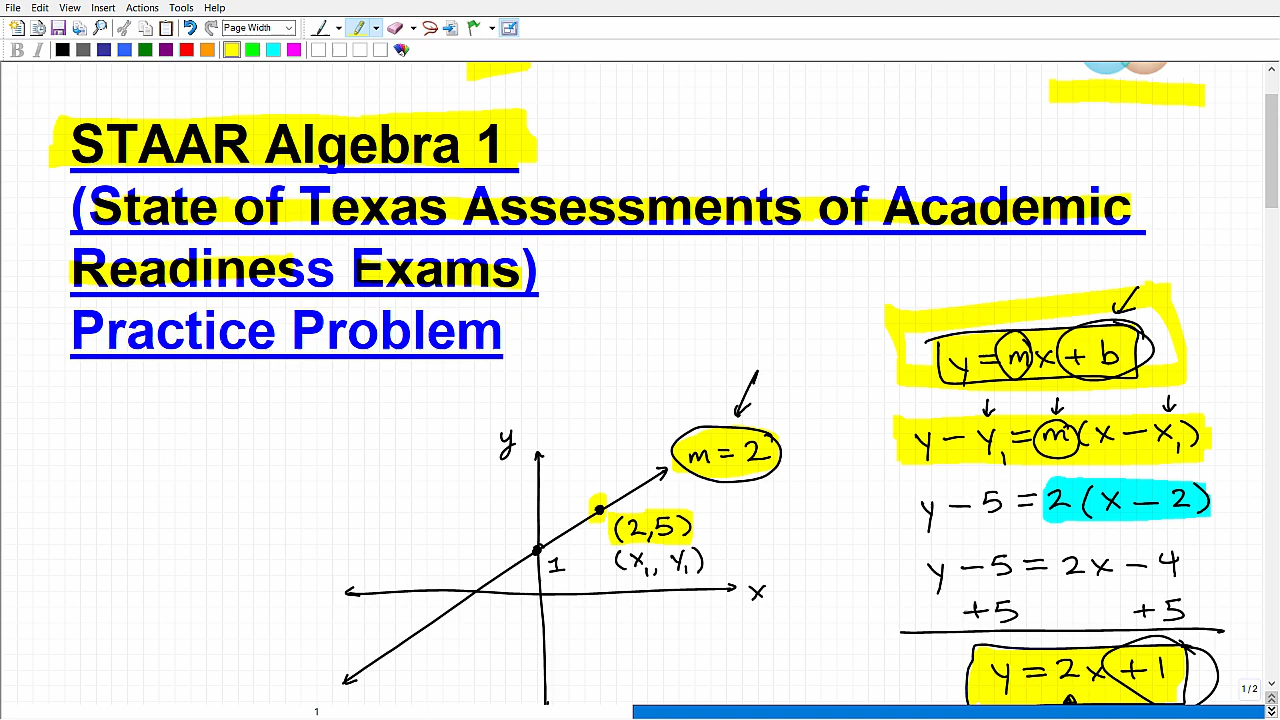 File Edit View Insert Actions Tools Help
Page Width
B I
STAAR Algebra 1
(State of Texas Assessments of Academic
Readiness Exams)
Practice Problem
y = mx + b
y
m = 2
y - y₁ = m(x - x₁)
(2,5)
y - 5 = 2(x - 2)
1
(x₁, y₁)
y - 5 = 2x - 4
x
+5 +5
y = 2x + 1
1/2
1